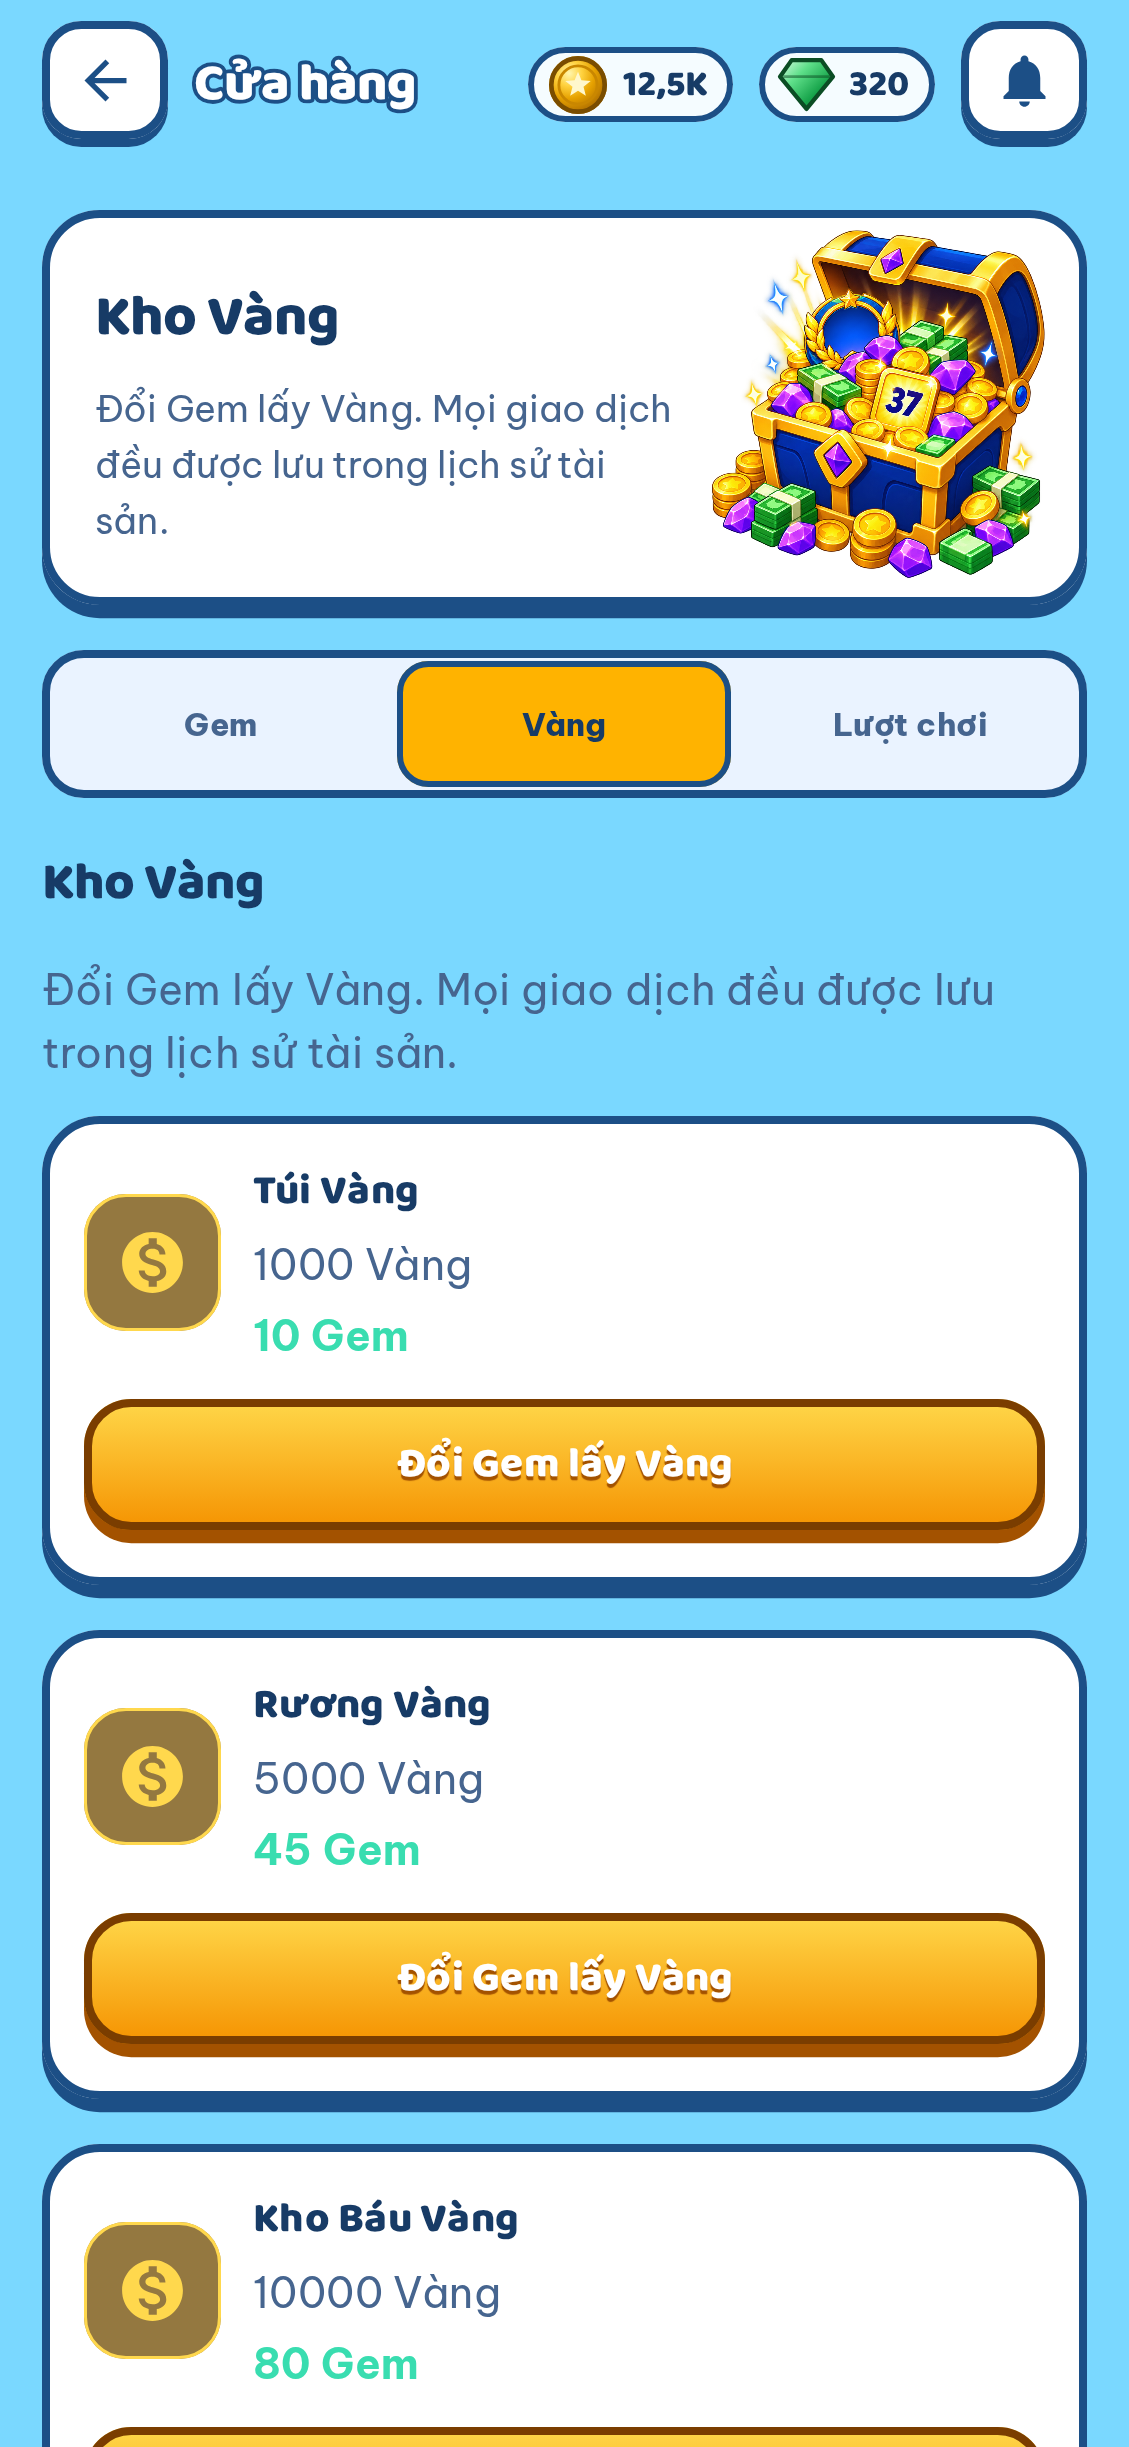 Cửa hàng
12,5K
320
Kho Vàng
Đổi Gem lấy Vàng. Mọi giao dịch
đều được lưu trong lịch sử tài
sản.
37
Gem
Vàng
Lượt chơi
Kho Vàng
Đổi Gem lấy Vàng. Mọi giao dịch đều được lưu
trong lịch sử tài sản.
Túi Vàng
1000 Vàng
10 Gem
Đổi Gem lấy Vàng
Rương Vàng
5000 Vàng
45 Gem
Đổi Gem lấy Vàng
Kho Báu Vàng
10000 Vàng
80 Gem